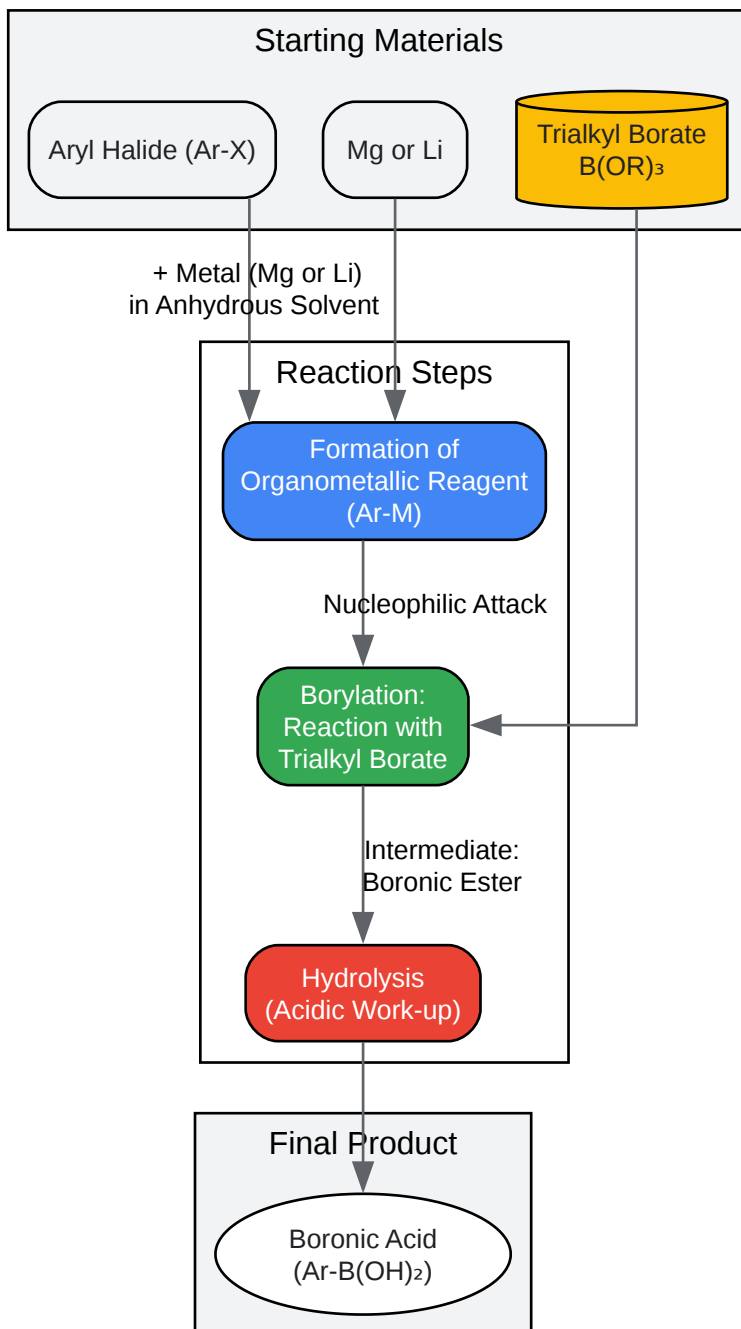 Starting Materials
Aryl Halide (Ar-X)
Mg or Li
Trialkyl Borate
B(OR)₃
+ Metal (Mg or Li)
in Anhydrous Solvent
Reaction Steps
Formation of
Organometallic Reagent
(Ar-M)
Nucleophilic Attack
Borylation:
Reaction with
Trialkyl Borate
Intermediate:
Boronic Ester
Hydrolysis
(Acidic Work-up)
Final Product
Boronic Acid
(Ar-B(OH)₂)